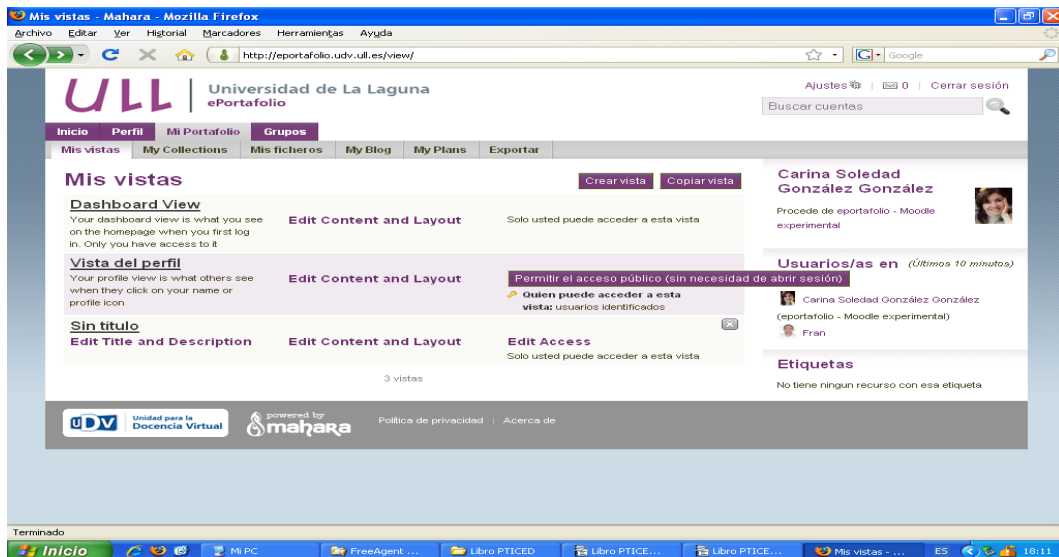 Mis vistas - Mahara - Mozilla Firefox
Archivo Editar Ver Historial Marcadores Herramientas Ayuda
http://eportafolio.udv.ull.es/view/
Google
ULL
Universidad de La Laguna
ePortafolio
Ajustes | 0 | Cerrar sesión
Buscar cuentas
Inicio Perfil Mi Portafolio Grupos
Mis vistas My Collections Mis ficheros My Blog My Plans Exportar
Mis vistas
Crear vista Copiar vista
Dashboard View
Your dashboard view is what you see
on the homepage when you first log
in. Only you have access to it
Edit Content and Layout
Solo usted puede acceder a esta vista
Vista del perfil
Your profile view is what others see
when they click on your name or
profile icon
Edit Content and Layout
Permitir el acceso público (sin necesidad de abrir sesión)
Quien puede acceder a esta
vista: usuarios identificados
Sin título
Edit Title and Description
Edit Content and Layout
Edit Access
Solo usted puede acceder a esta vista
3 vistas
Carina Soledad
González González
Procede de eportafolio - Moodle
experimental
Usuarios/as en (Últimos 10 minutos)
Carina Soledad González González
(eportafolio - Moodle experimental)
Fran
Etiquetas
No tiene ningun recurso con esa etiqueta
uDV
Unidad para la
Docencia Virtual
powered by
mahara
Política de privacidad | Acerca de
Terminado
Inicio
Mi PC
FreeAgent ...
Libro PTICED
Libro PTICE...
Libro PTICE...
Mis vistas - ...
ES
18:11